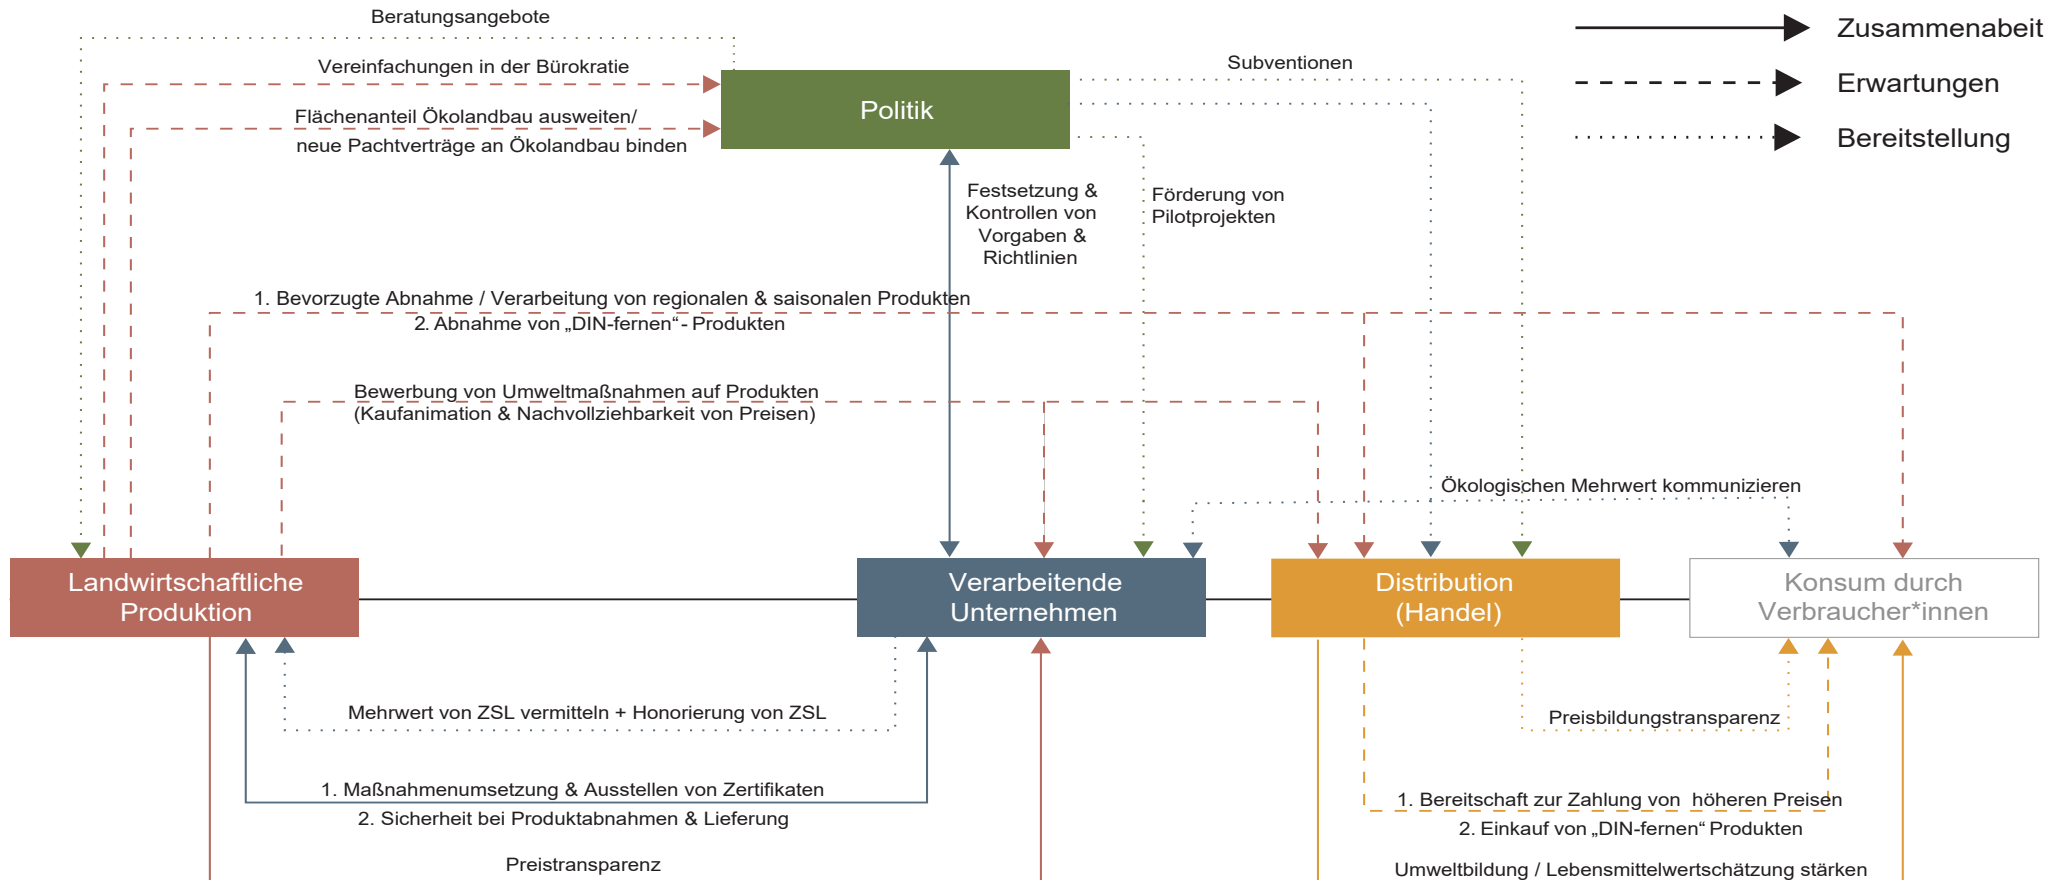 Beratungsangebote
Zusammenabeit
Vereinfachungen in der Bürokratie
Subventionen
Erwartungen
Politik
Flächenanteil Ökolandbau ausweiten/
neue Pachtverträge an Ökolandbau binden
Bereitstellung
Festsetzung &
Kontrollen von
Vorgaben &
Richtlinien
Förderung von
Pilotprojekten
1. Bevorzugte Abnahme / Verarbeitung von regionalen & saisonalen Produkten
2. Abnahme von „DIN-fernen“- Produkten
Bewerbung von Umweltmaßnahmen auf Produkten
(Kaufanimation & Nachvollziehbarkeit von Preisen)
Ökologischen Mehrwert kommunizieren
Landwirtschaftliche
Produktion
Verarbeitende
Unternehmen
Distribution
(Handel)
Konsum durch
Verbraucher*innen
Mehrwert von ZSL vermitteln + Honorierung von ZSL
Preisbildungstransparenz
1. Maßnahmenumsetzung & Ausstellen von Zertifikaten
2. Sicherheit bei Produktabnahmen & Lieferung
1. Bereitschaft zur Zahlung von höheren Preisen
2. Einkauf von „DIN-fernen“ Produkten
Preistransparenz
Umweltbildung / Lebensmittelwertschätzung stärken